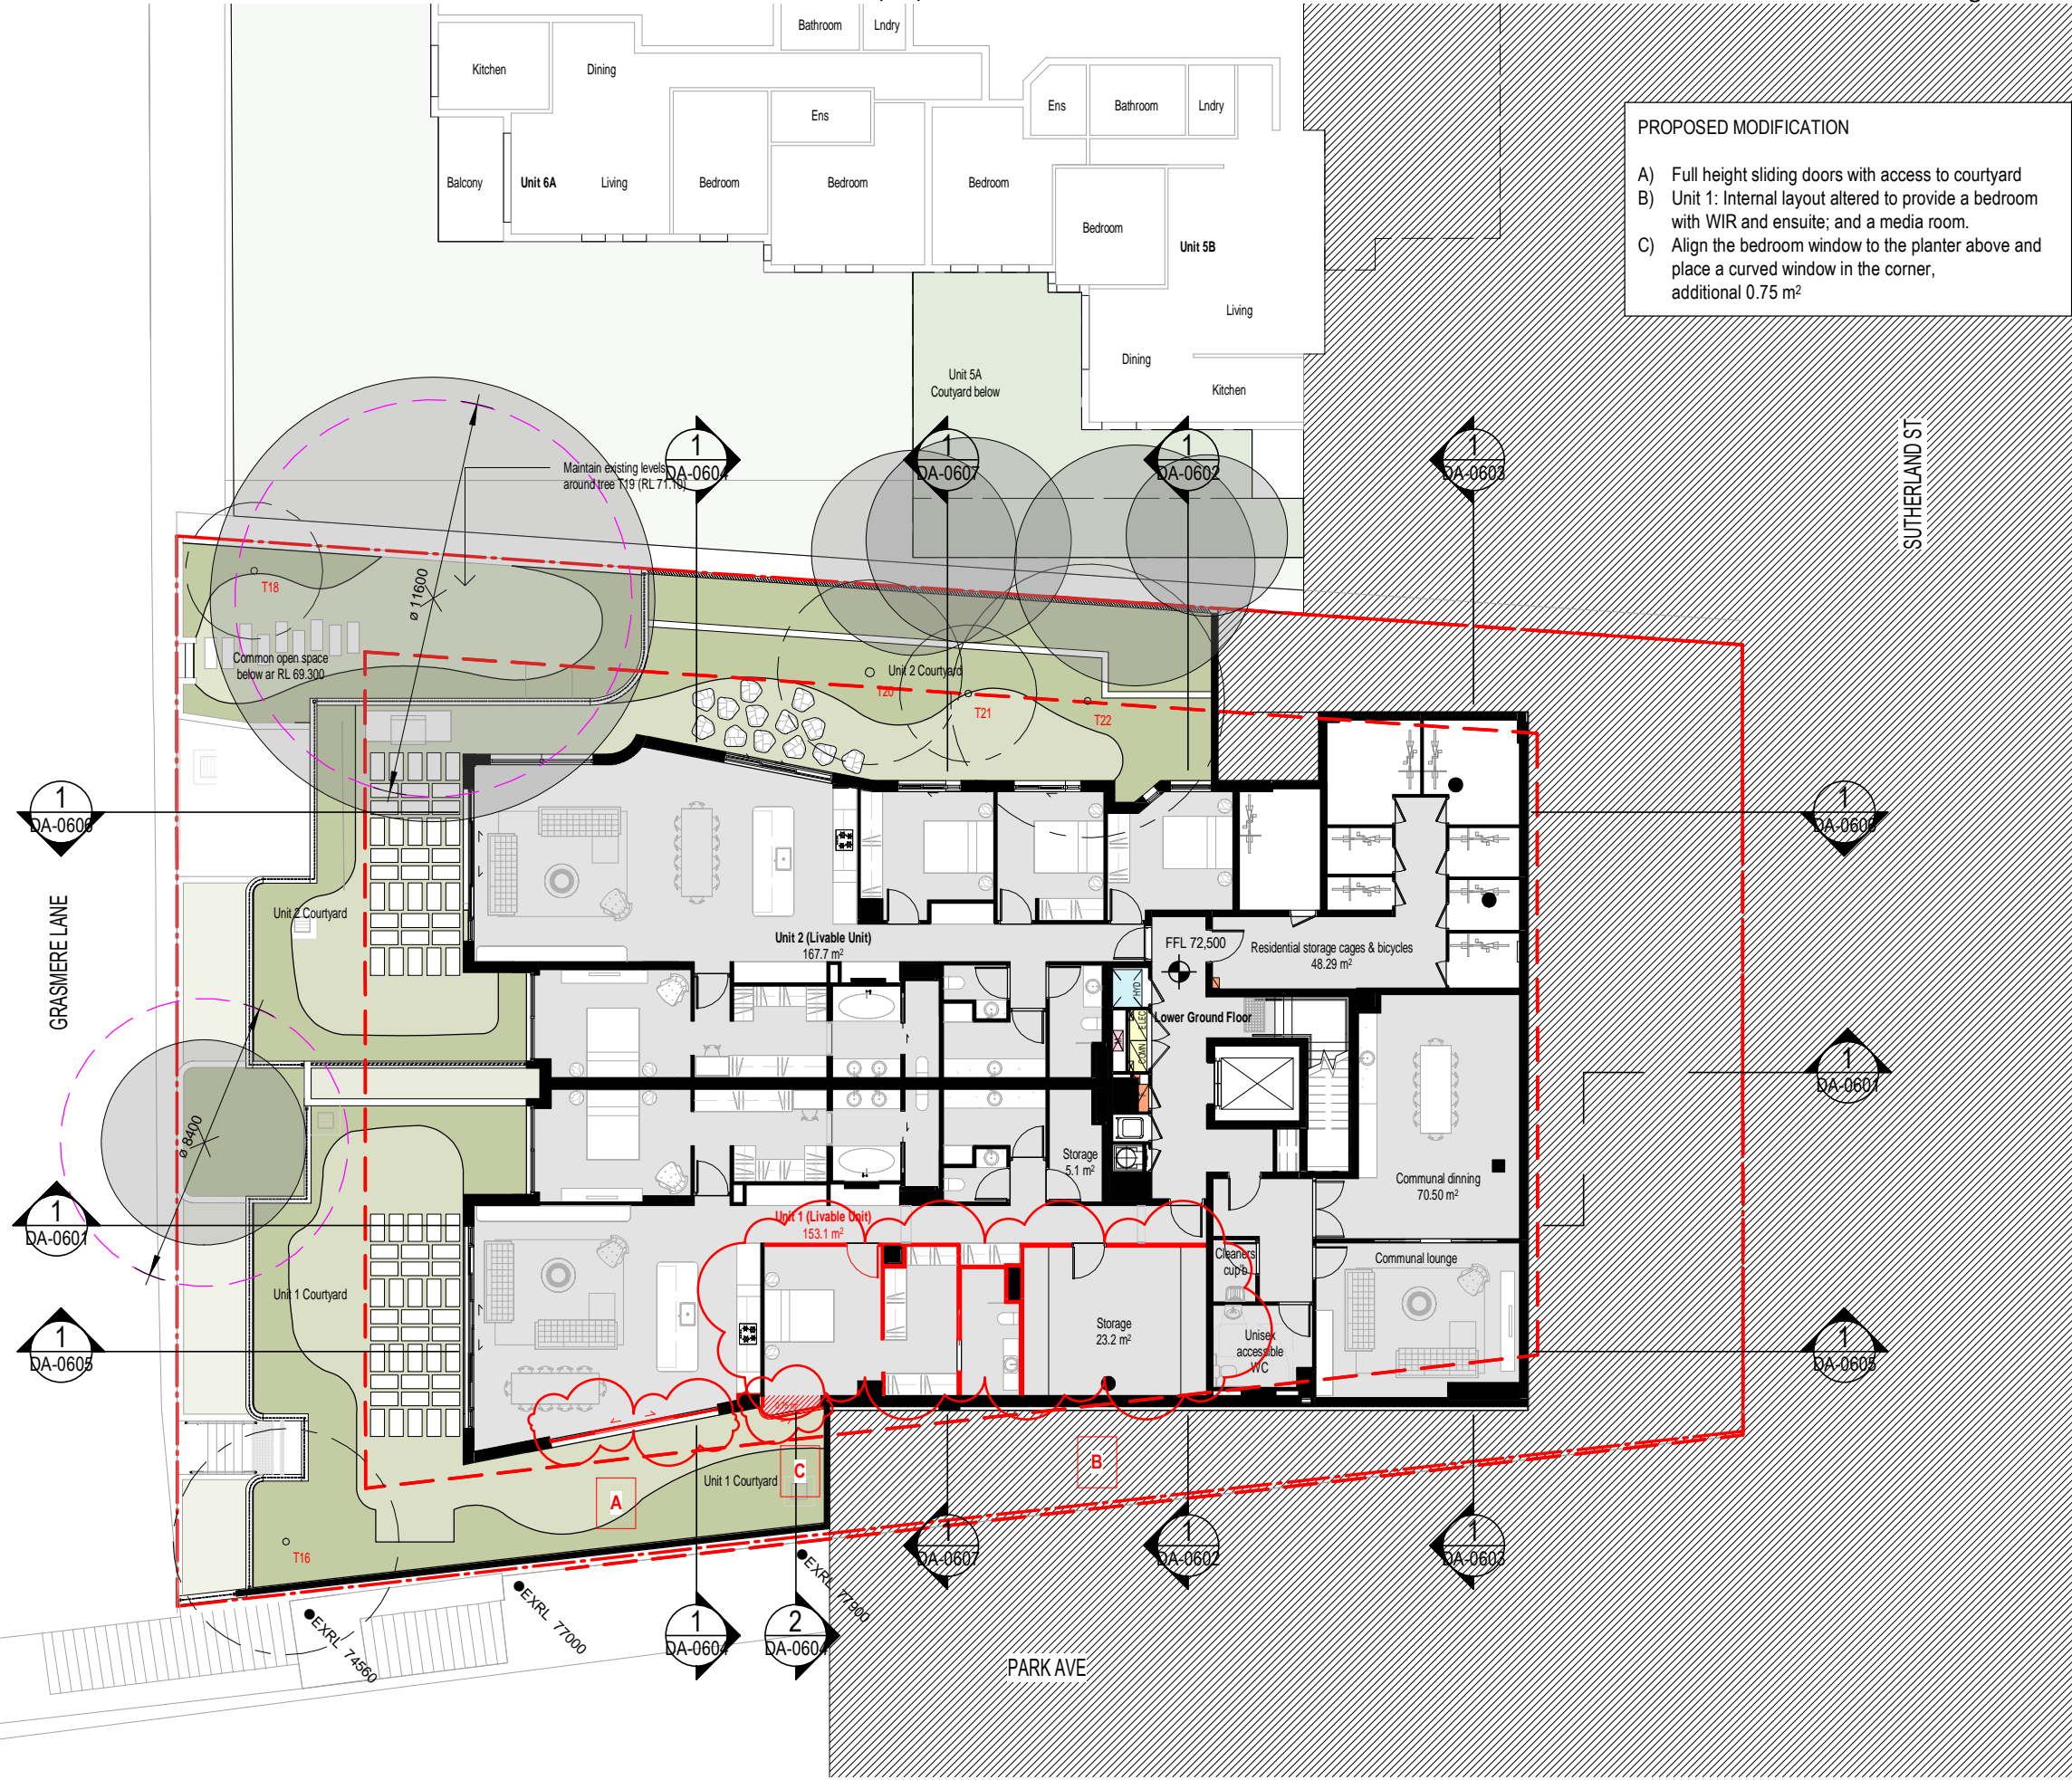 Bathroom
Lndry
Kitchen
Dining
Ens
Ens
Bathroom
Lndry
Balcony
Unit 6A
Living
Bedroom
Bedroom
Bedroom
Bedroom
Unit 5B
Living
Dining
Kitchen
Unit 5A
Coutyard below
PROPOSED MODIFICATION
A) Full height sliding doors with access to courtyard
B) Unit 1: Internal layout altered to provide a bedroom
with WIR and ensuite; and a media room.
C) Align the bedroom window to the planter above and
place a curved window in the corner,
additional 0.75 m²
SUTHERLAND ST.
Maintain existing levels
around tree T19 (RL 71.10)
1
DA-0604
1
DA-0607
1
DA-0602
1
DA-0603
T18
ø 11600
Common open space
below ar RL 69.300
Unit 2 Courtyard
T20
T21
T22
1
DA-0606
1
DA-0606
GRASMERE LANE
Unit 2 Courtyard
Unit 2 (Livable Unit)
167.7 m²
FFL 72,500
Residential storage cages & bicycles
48.29 m²
HYD
ELEC
COMN
Lower Ground Floor
1
DA-0601
ø 8400
Storage
5.1 m²
Communal dinning
70.50 m²
1
DA-0601
Unit 1 (Livable Unit)
153.1 m²
Cleaners
cup'b
Communal lounge
Unit 1 Courtyard
Storage
23.2 m²
Unisex
accessible
WC
1
DA-0605
1
DA-0605
A
Unit 1 Courtyard
C
B
T16
1
DA-0607
1
DA-0602
1
DA-0603
EXRL 74560
EXRL 77000
EXRL 77900
1
DA-0604
2
DA-0604
PARK AVE